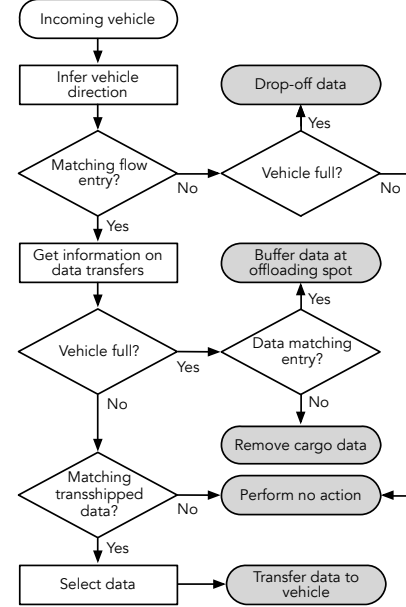 Incoming vehicle
Infer vehicle
direction
Drop-off data
Yes
Matching flow
entry?
No
Vehicle full?
No
Yes
Get information on
data transfers
Buffer data at
offloading spot
Yes
Vehicle full?
Yes
Data matching
entry?
No
No
Remove cargo data
Matching
transshipped
data?
No
Perform no action
Yes
Select data
Transfer data to
vehicle